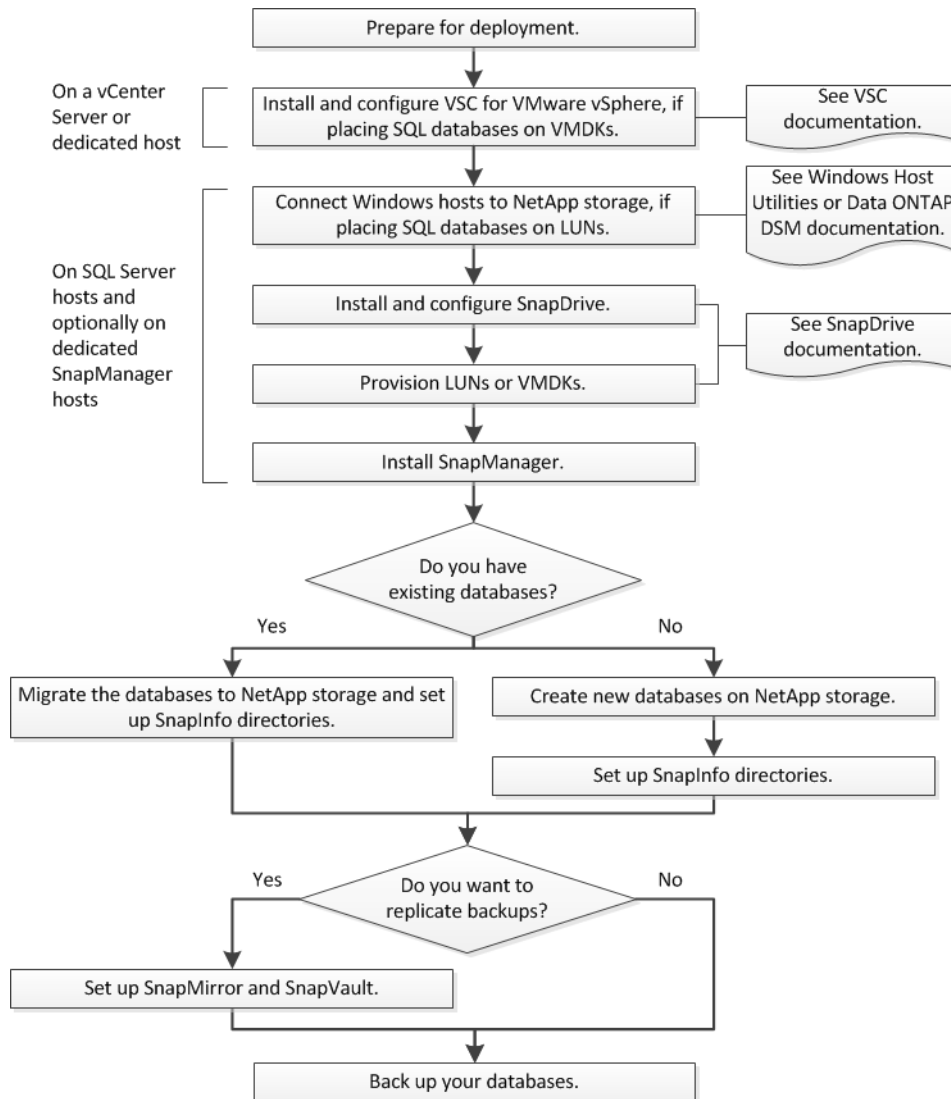 Prepare for deployment.
On a vCenter
Server or
dedicated host
Install and configure VSC for VMware vSphere, if
placing SQL databases on VMDKs.
See VSC
documentation.
Connect Windows hosts to NetApp storage, if
placing SQL databases on LUNs.
See Windows Host
Utilities or Data ONTAP
DSM documentation.
On SQL Server
hosts and
optionally on
dedicated
SnapManager
hosts
Install and configure SnapDrive.
See SnapDrive
documentation.
Provision LUNs or VMDKs.
Install SnapManager.
Do you have
existing databases?
Yes
No
Migrate the databases to NetApp storage and set
up SnapInfo directories.
Create new databases on NetApp storage.
Set up SnapInfo directories.
Do you want to
replicate backups?
Yes
No
Set up SnapMirror and SnapVault.
Back up your databases.